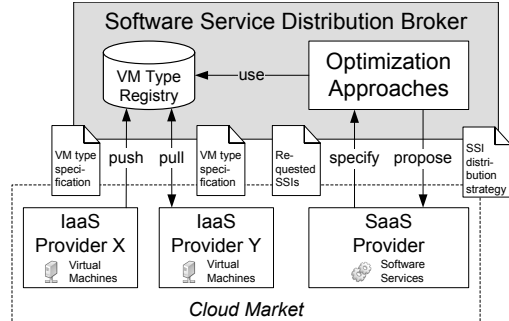 Software Service Distribution Broker
VM Type
Registry
use
Optimization
Approaches
VM type
speci-
fication
push
pull
VM type
speci-
fication
Re-
quested
SSIs
specify
propose
SSI
distri-
bution
strategy
IaaS
Provider X
Virtual
Machines
IaaS
Provider Y
Virtual
Machines
SaaS
Provider
Software
Services
Cloud Market